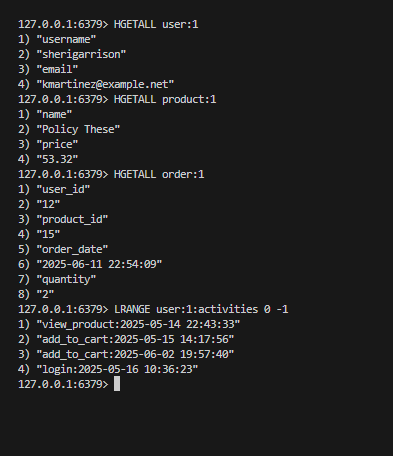 127.0.0.1:6379> HGETALL user:1
1) "username"
2) "sherigarrison"
3) "email"
4) "kmartinez@example.net"
127.0.0.1:6379> HGETALL product:1
1) "name"
2) "Policy These"
3) "price"
4) "53.32"
127.0.0.1:6379> HGETALL order:1
1) "user_id"
2) "12"
3) "product_id"
4) "15"
5) "order_date"
6) "2025-06-11 22:54:09"
7) "quantity"
8) "2"
127.0.0.1:6379> LRANGE user:1:activities 0 -1
1) "view_product:2025-05-14 22:43:33"
2) "add_to_cart:2025-05-15 14:17:56"
3) "add_to_cart:2025-06-02 19:57:40"
4) "login:2025-05-16 10:36:23"
127.0.0.1:6379>